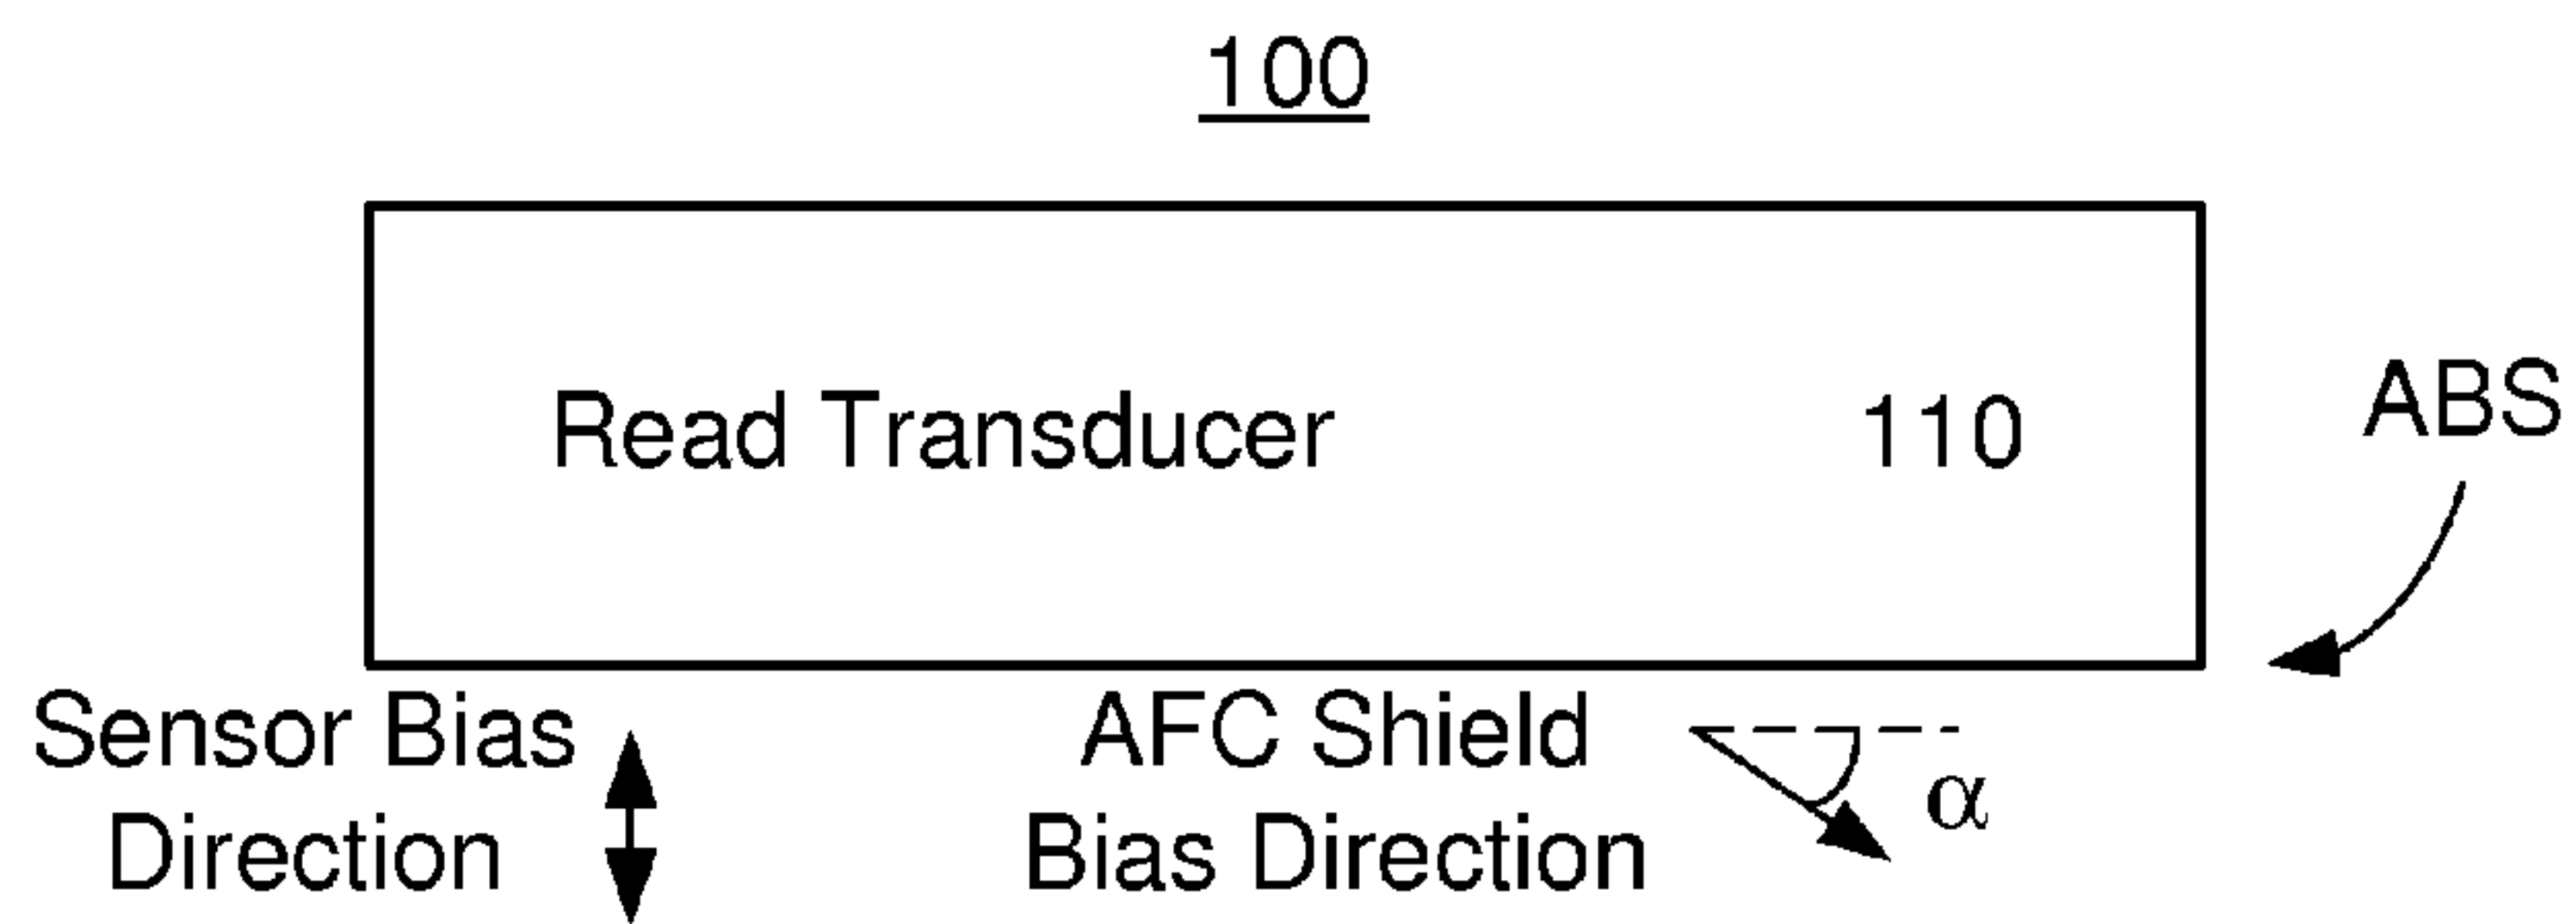 100
Read Transducer 110
ABS
Sensor Bias
Direction
AFC Shield
Bias Direction
α